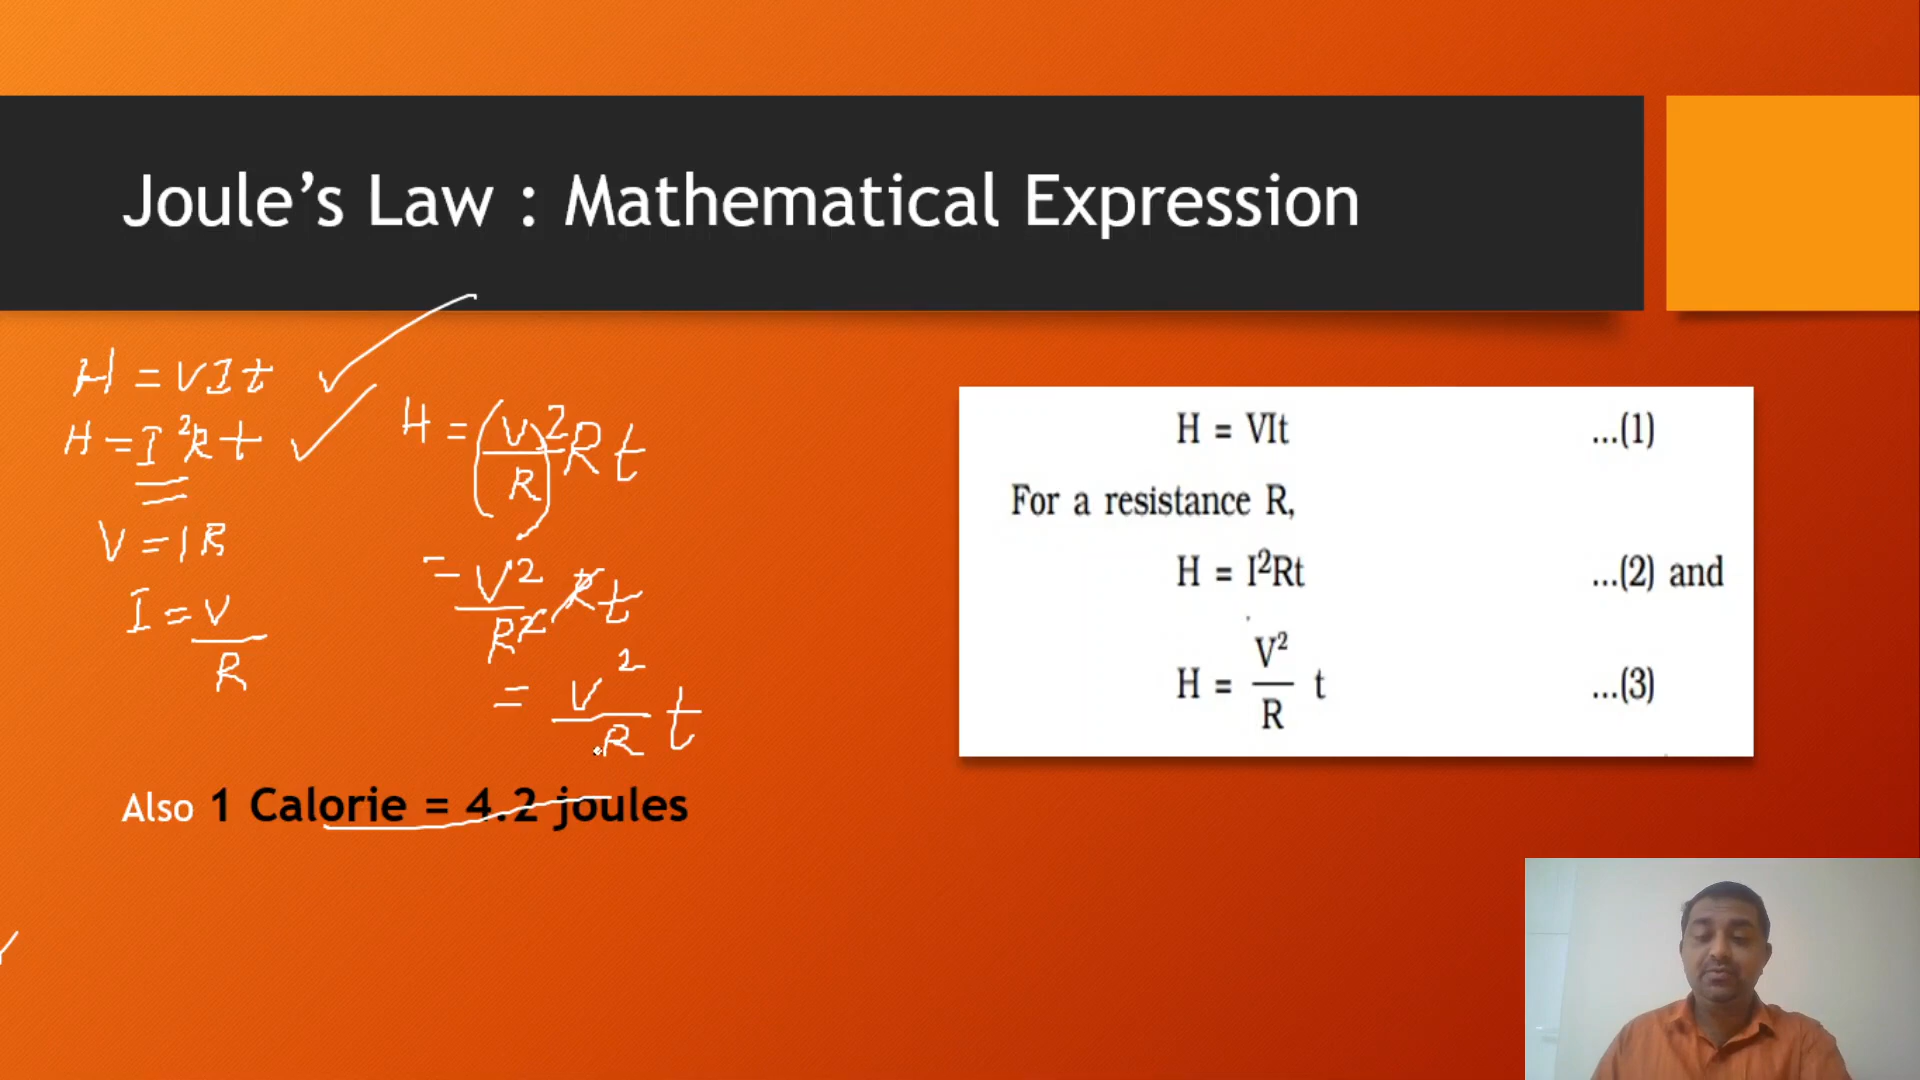 Joule's Law : Mathematical Expression
H = VIt
H = I²Rt
V = IR
I = V/R
H = (V/R)²Rt
= V²/R² Rt
= V²/R t
Also 1 Calorie = 4.2 joules
H = VIt ...(1)
For a resistance R,
H = I²Rt ...(2) and
H = V²/R t ...(3)